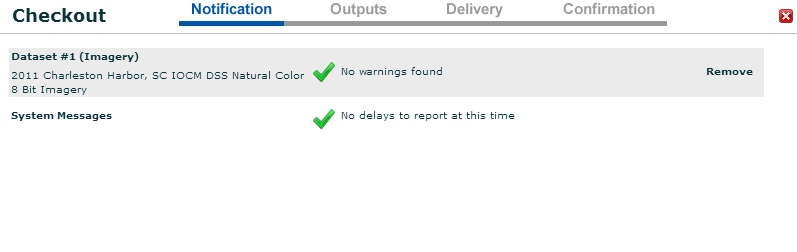 Checkout
Notification Outputs Delivery Confirmation
Dataset #1 (Imagery)
2011 Charleston Harbor, SC IOCM DSS Natural Color
8 Bit Imagery
No warnings found
Remove
System Messages
No delays to report at this time